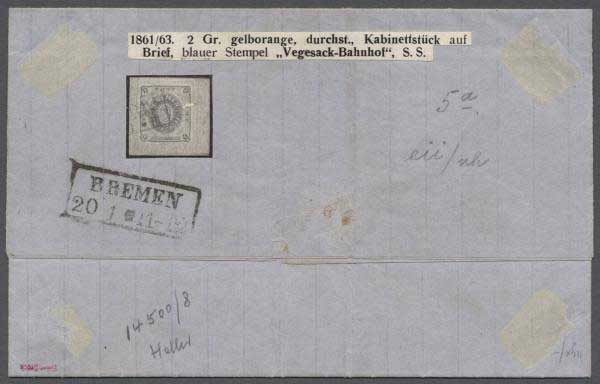 1861/63. 2 Gr. gelborange, durchst., Kabinettstück auf
Brief, blauer Stempel „Vegesack-Bahnhof", S. S.
5a
BREMEN
20 1
14500/8